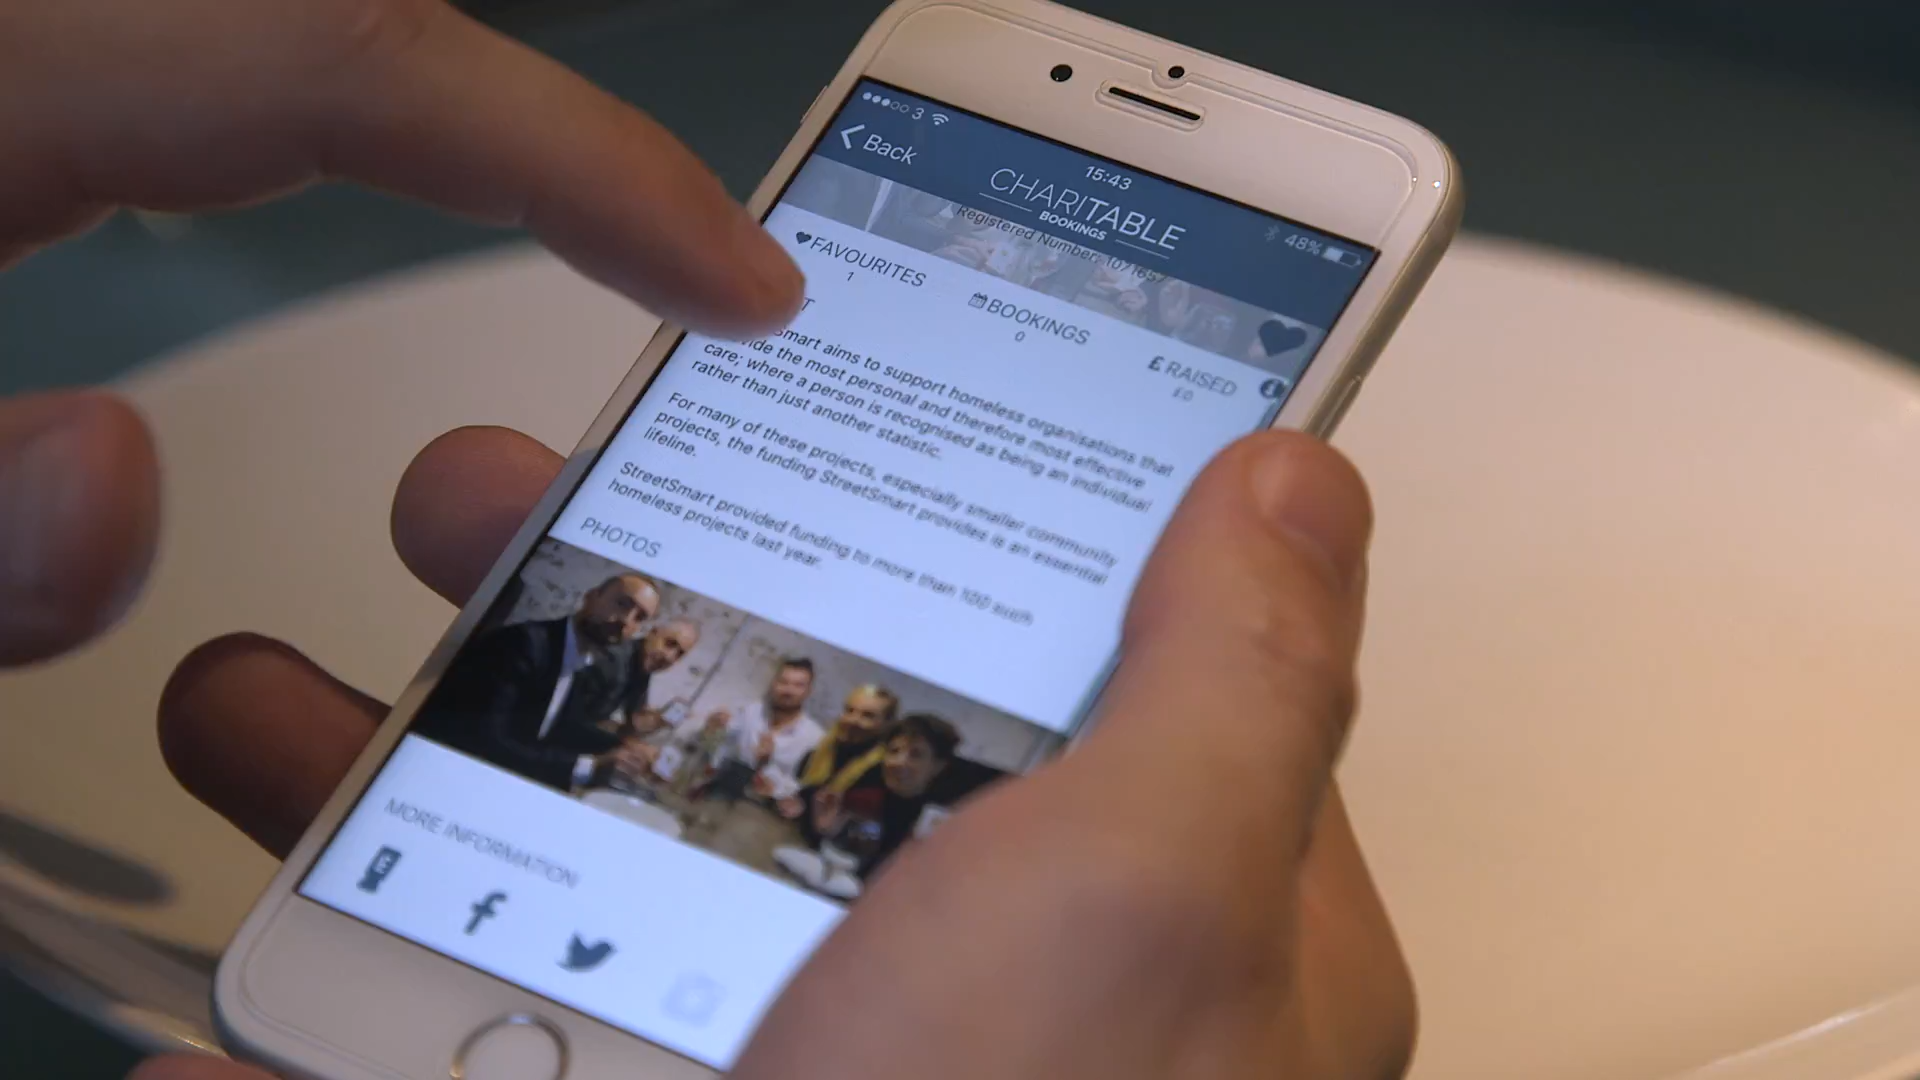 3
15:43
48%
Back
CHARITABLE
BOOKINGS
Registered Number:
FAVOURITES
1
BOOKINGS
0
£ RAISED
£0
T
Smart aims to support homeless organisations that
the most personal and therefore most effective
care; where a person is recognised as being an individual
rather than just another statistic.
For many of these projects, especially smaller community
projects, the funding StreetSmart provides is an essential
lifeline.
StreetSmart provided funding to more than 100 such
homeless projects last year.
PHOTOS
MORE INFORMATION